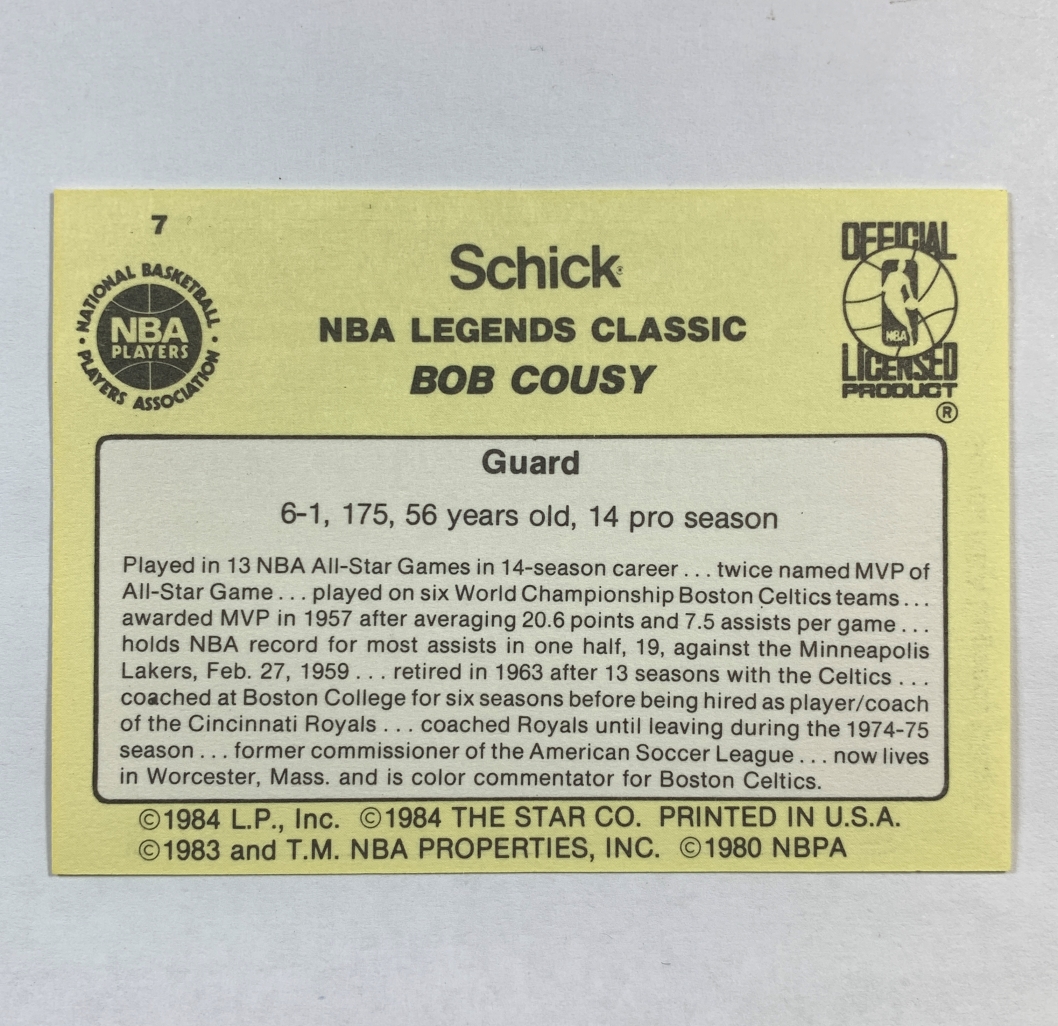 7
NATIONAL BASKETBALL
PLAYERS ASSOCIATION
NBA
PLAYERS
Schick®
NBA LEGENDS CLASSIC
BOB COUSY
OFFICIAL
NBA
LICENSED
PRODUCT
®
Guard
6-1, 175, 56 years old, 14 pro season
Played in 13 NBA All-Star Games in 14-season career . . . twice named MVP of
All-Star Game . . . played on six World Championship Boston Celtics teams . . .
awarded MVP in 1957 after averaging 20.6 points and 7.5 assists per game . . .
holds NBA record for most assists in one half, 19, against the Minneapolis
Lakers, Feb. 27, 1959 . . . retired in 1963 after 13 seasons with the Celtics . . .
coached at Boston College for six seasons before being hired as player/coach
of the Cincinnati Royals . . . coached Royals until leaving during the 1974-75
season . . . former commissioner of the American Soccer League . . . now lives
in Worcester, Mass. and is color commentator for Boston Celtics.
©1984 L.P., Inc. ©1984 THE STAR CO. PRINTED IN U.S.A.
©1983 and T.M. NBA PROPERTIES, INC. ©1980 NBPA